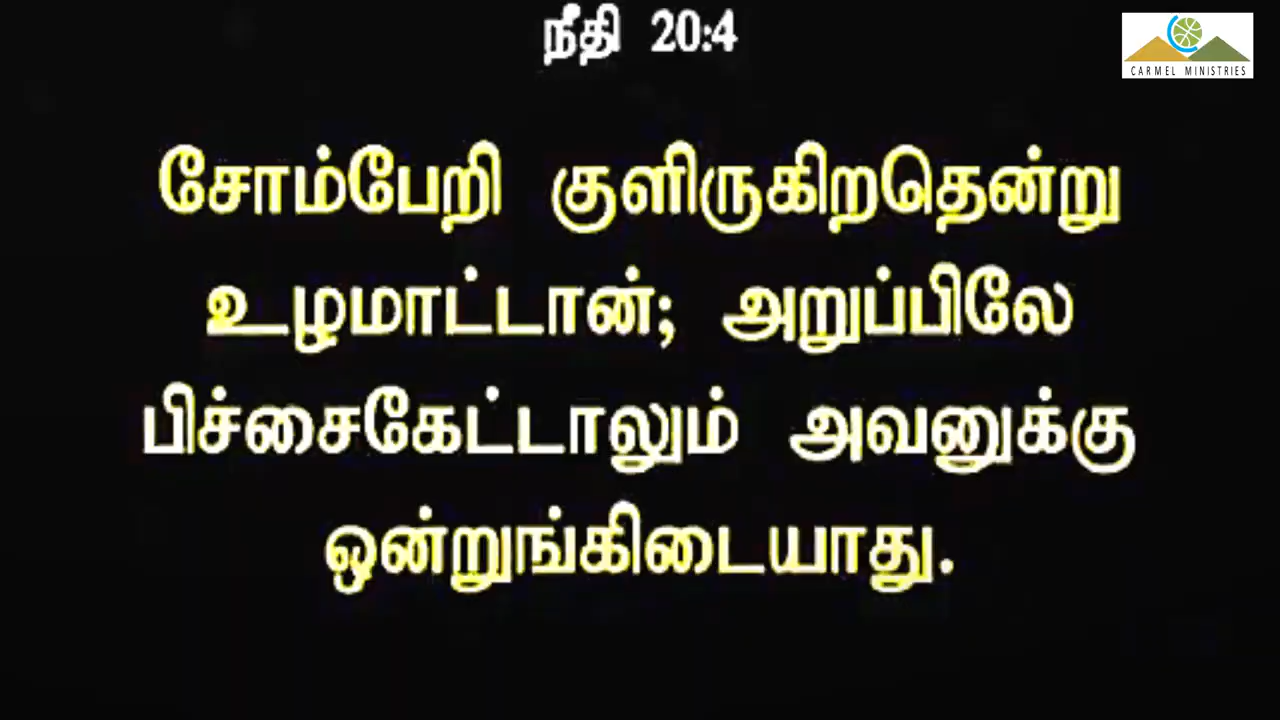 நீதி 20:4
CARMEL MINISTRIES
சோம்பேறி குளிருகிறதென்று
உழமாட்டான்; அறுப்பிலே
பிச்சைகேட்டாலும் அவனுக்கு
ஒன்றுங்கிடையாது.